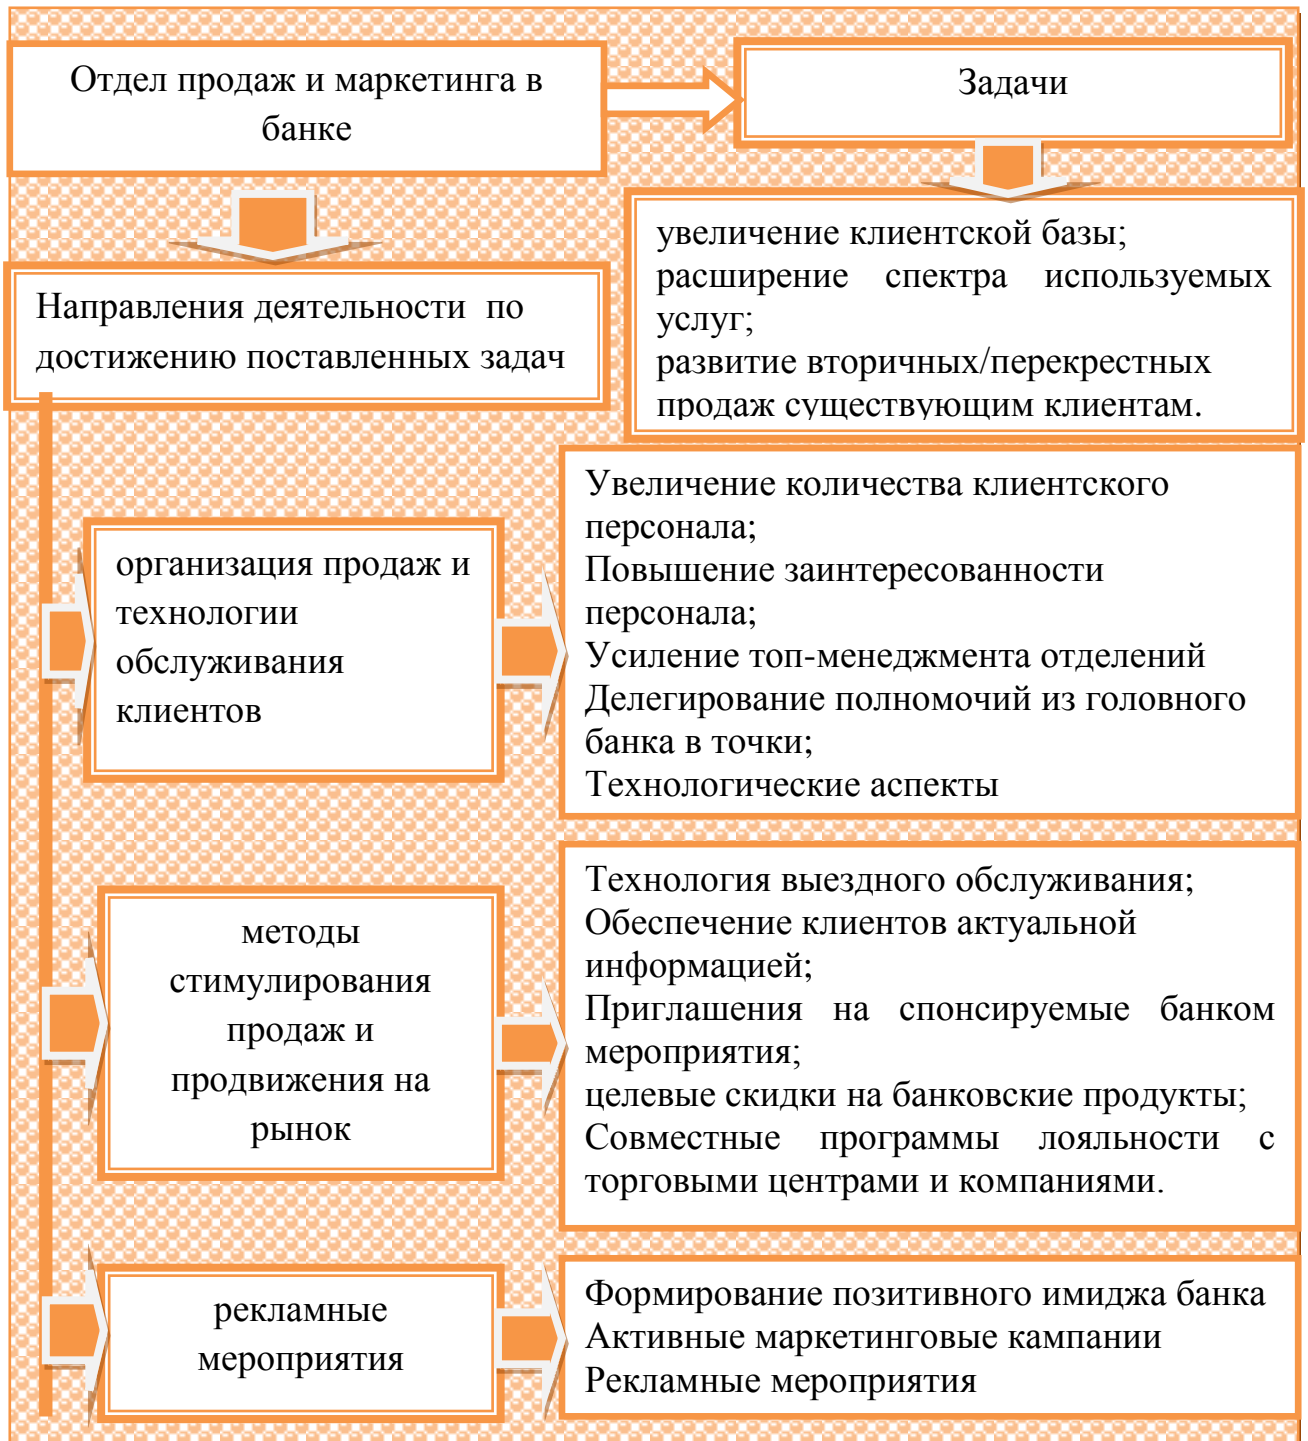 Отдел продаж и маркетинга в
банке
Задачи
увеличение клиентской базы;
расширение спектра используемых
услуг;
развитие вторичных/перекрестных
продаж существующим клиентам.
Направления деятельности по
достижению поставленных задач
организация продаж и
технологии
обслуживания
клиентов
Увеличение количества клиентского
персонала;
Повышение заинтересованности
персонала;
Усиление топ-менеджмента отделений
Делегирование полномочий из головного
банка в точки;
Технологические аспекты
методы
стимулирования
продаж и
продвижения на
рынок
Технология выездного обслуживания;
Обеспечение клиентов актуальной
информацией;
Приглашения на спонсируемые банком
мероприятия;
целевые скидки на банковские продукты;
Совместные программы лояльности с
торговыми центрами и компаниями.
рекламные
мероприятия
Формирование позитивного имиджа банка
Активные маркетинговые кампании
Рекламные мероприятия